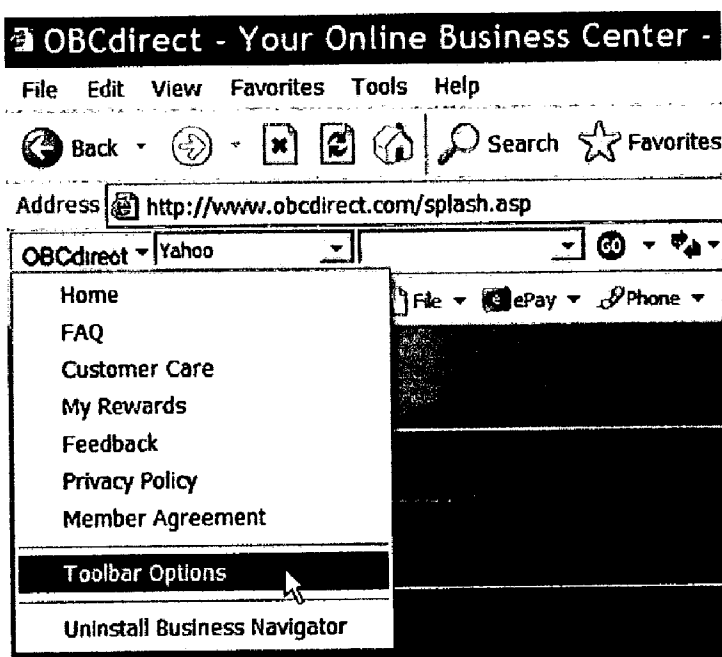 OBCdirect - Your Online Business Center -
File Edit View Favorites Tools Help
Back Search Favorites
Address http://www.obcdirect.com/splash.asp
OBCdirect Yahoo GO
Home
File ePay Phone
FAQ
Customer Care
My Rewards
Feedback
Privacy Policy
Member Agreement
Toolbar Options
Uninstall Business Navigator